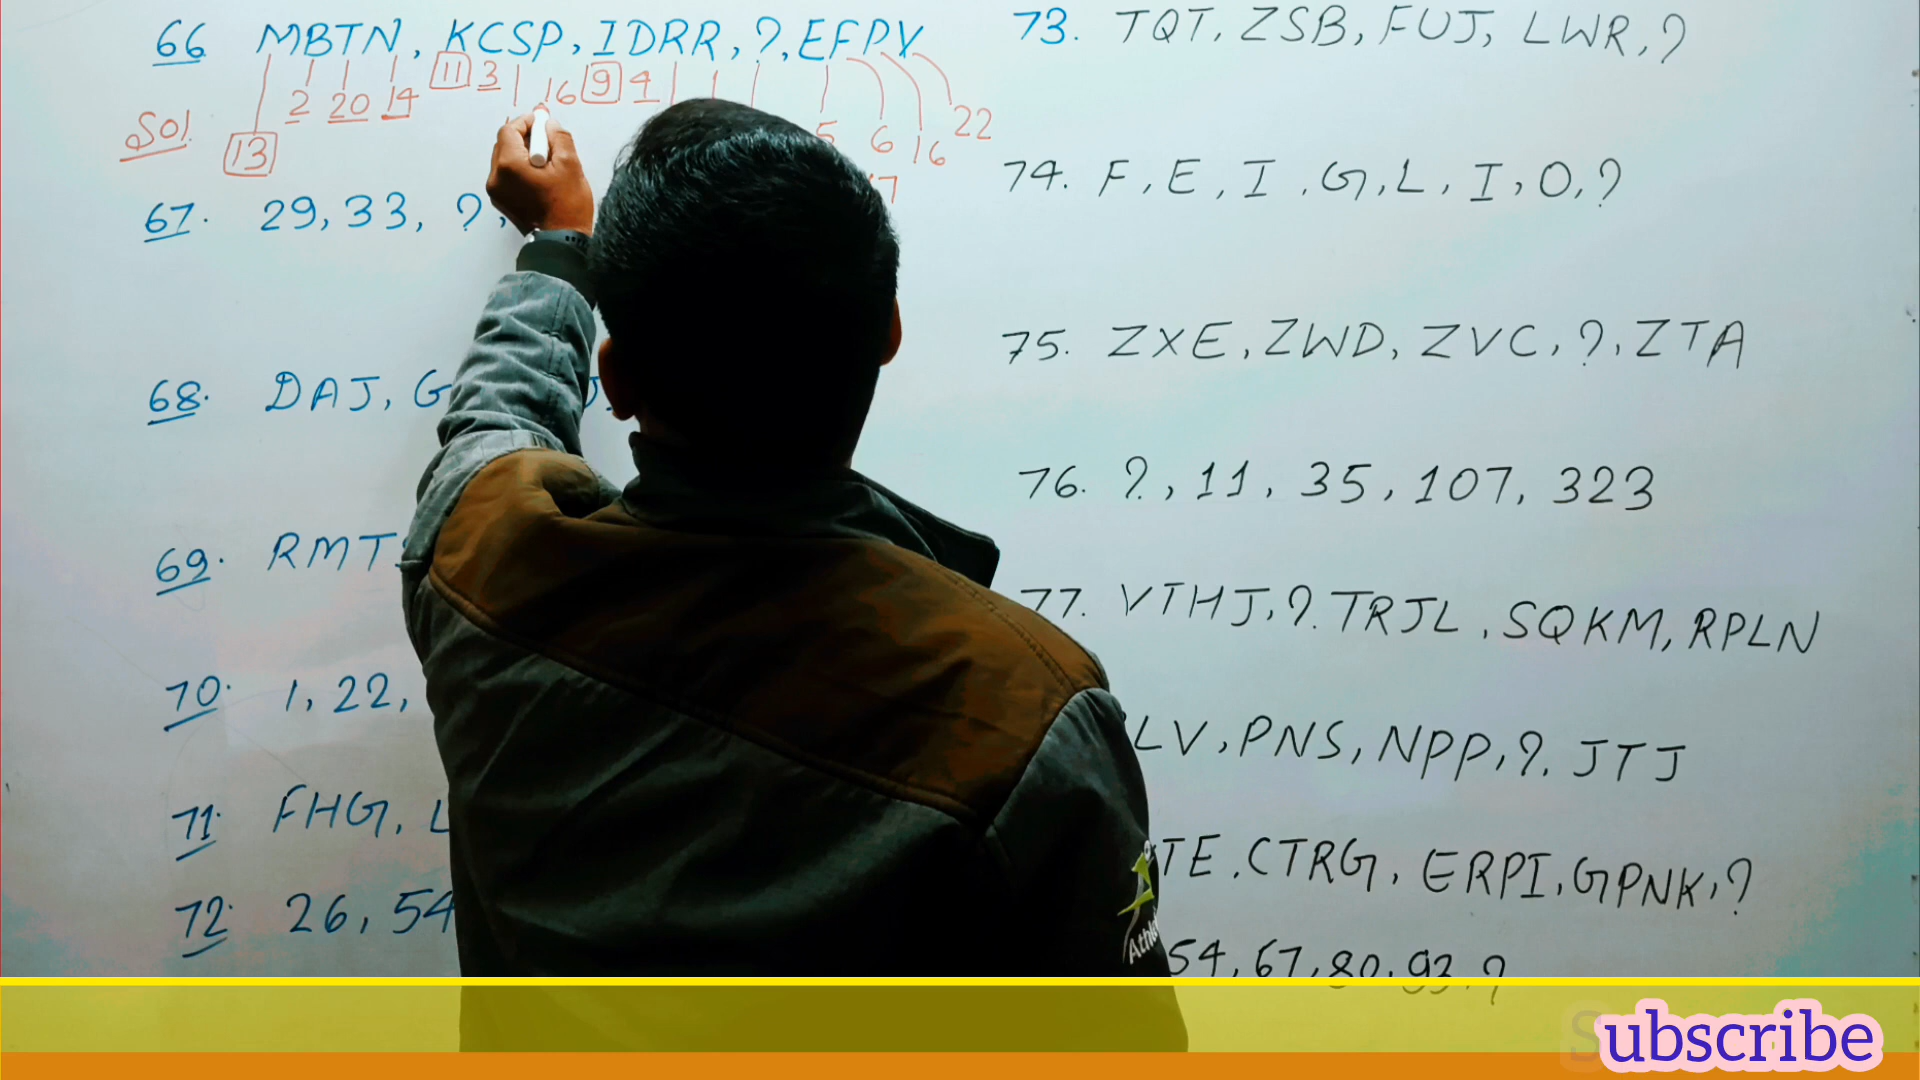 66 MBTN, KCSP, IDRR, ?, EFPV
11 3 16 9 4
2 20 14
Sol 13 5 6 16 22
17
67. 29, 33, ?,
68. DAJ, G
69. RMTS
70. 1, 22,
71. FHG, L
72. 26, 54
73. TQT, ZSB, FUJ, LWR, ?
74. F, E, I, G, L, I, O, ?
75. ZXE, ZWD, ZVC, ?, ZTA
76. ?, 11, 35, 107, 323
77. VTHJ, ?. TRJL, SQKM, RPLN
LV, PNS, NPP, ?. JTJ
TE. CTRG, ERPI, GPNK, ?
54, 67, 80, 93, ?
Subscribe